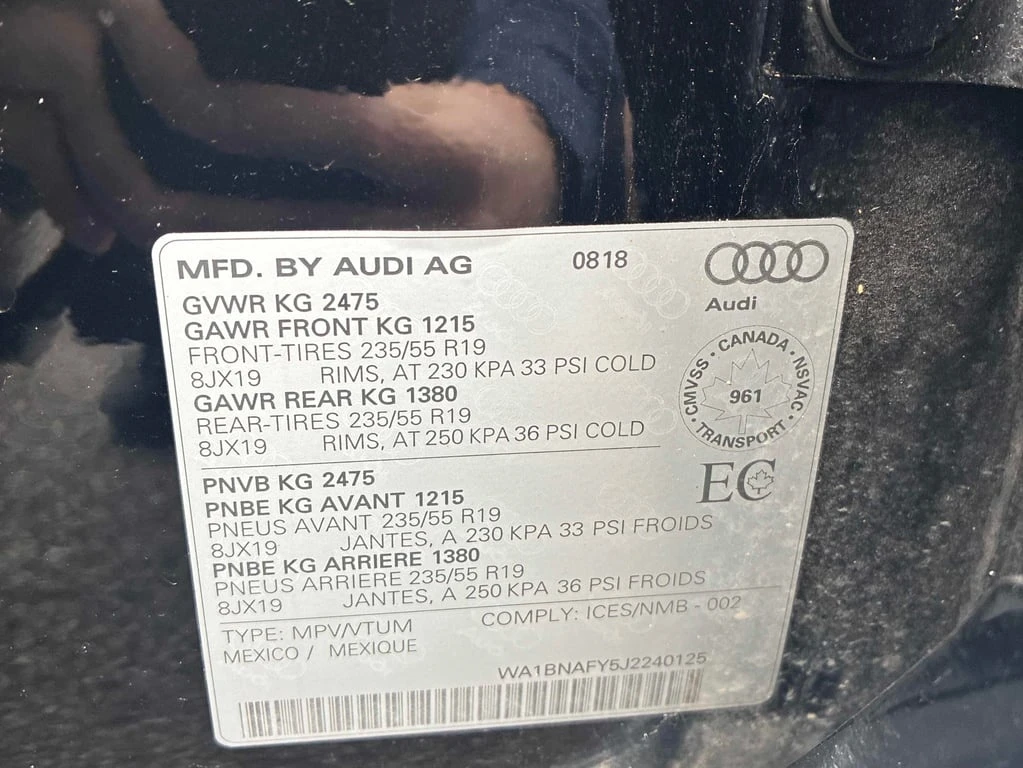 MFD. BY AUDI AG 0818
Audi
GVWR KG 2475
GAWR FRONT KG 1215
FRONT-TIRES 235/55 R19
8JX19 RIMS, AT 230 KPA 33 PSI COLD
GAWR REAR KG 1380
REAR-TIRES 235/55 R19
8JX19 RIMS, AT 250 KPA 36 PSI COLD
CANADA • NSVAC • TRANSPORT • CMVSS •
961
EC
PNVB KG 2475
PNBE KG AVANT 1215
PNEUS AVANT 235/55 R19
8JX19 JANTES, A 230 KPA 33 PSI FROIDS
PNBE KG ARRIERE 1380
PNEUS ARRIERE 235/55 R19
8JX19 JANTES, A 250 KPA 36 PSI FROIDS
TYPE: MPV/VTUM COMPLY: ICES/NMB - 002
MEXICO / MEXIQUE
WA1BNAFY5J2240125